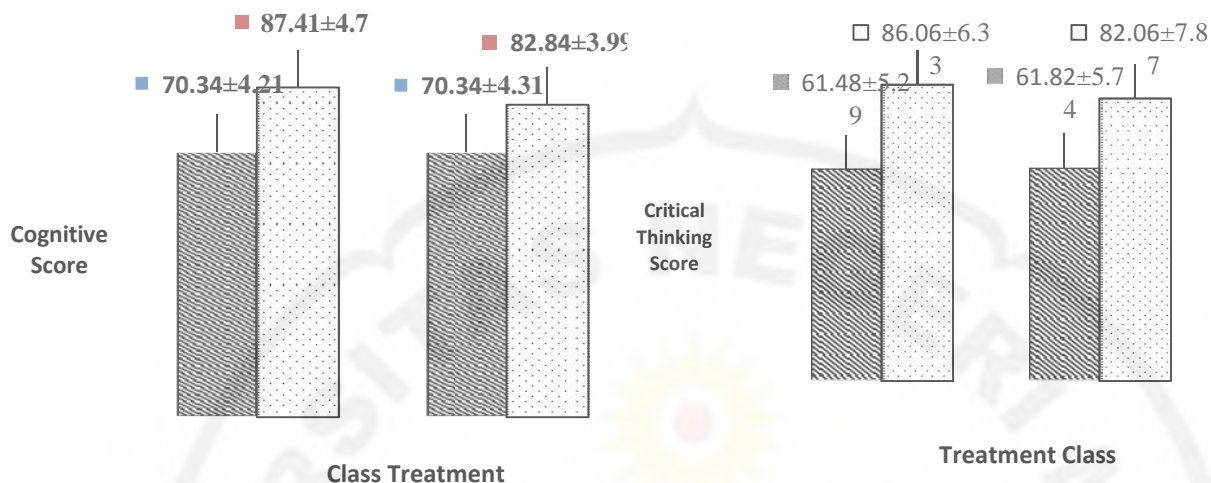 87.41±4.7
82.84±3.99
70.34±4.21
70.34±4.31
Cognitive
Score
Class Treatment
86.06±6.3
3
82.06±7.8
7
61.48±5.2
9
61.82±5.7
4
Critical
Thinking
Score
Treatment Class